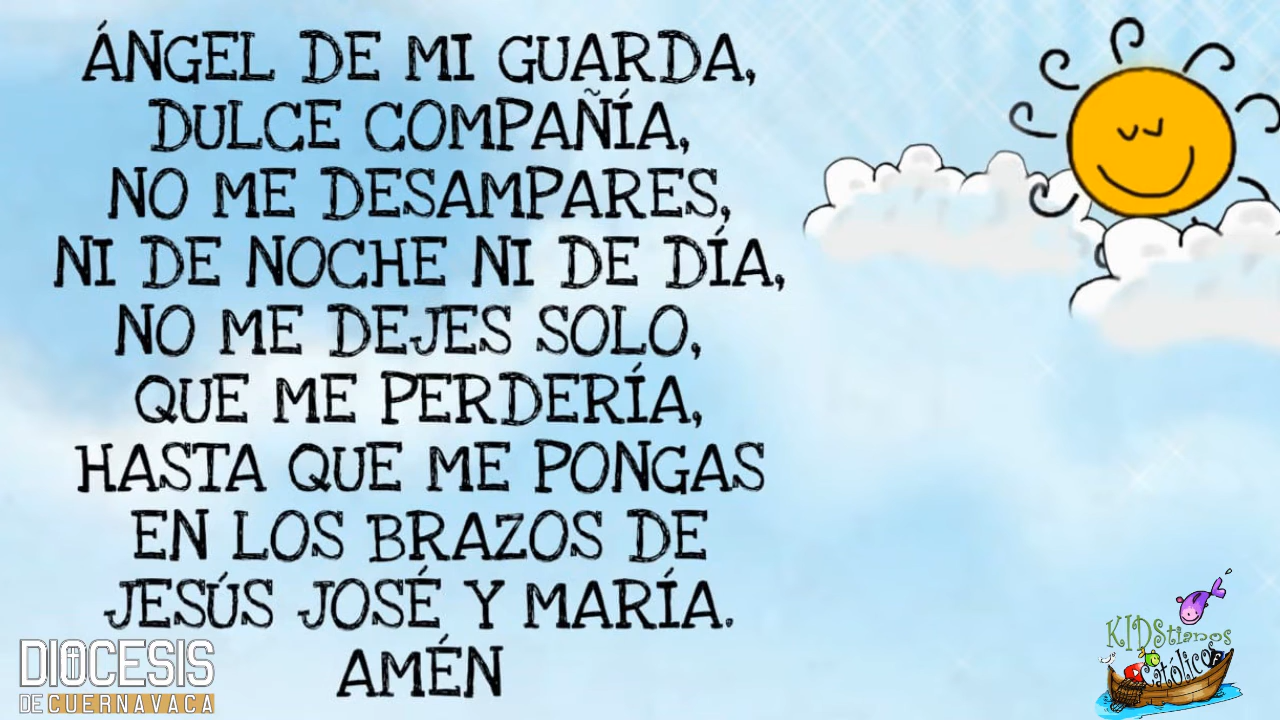 ÁNGEL DE MI GUARDA,
DULCE COMPAÑÍA,
NO ME DESAMPARES,
NI DE NOCHE NI DE DÍA,
NO ME DEJES SOLO,
QUE ME PERDERÍA,
HASTA QUE ME PONGAS
EN LOS BRAZOS DE
JESÚS JOSÉ Y MARÍA.
AMÉN
DIOCESIS
DE CUERNAVACA
KIDStianos
Católicos